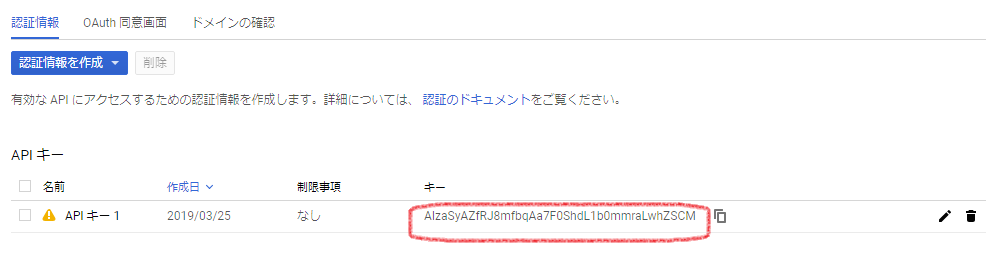 認証情報 OAuth 同意画面 ドメインの確認
認証情報を作成 削除
有効な API にアクセスするための認証情報を作成します。詳細については、 認証のドキュメントをご覧ください。
API キー
名前 作成日 制限事項 キー
API キー 1 2019/03/25 なし AIzaSyAZfRJ8mfbqAa7F0ShdL1b0mmraLwhZSCM